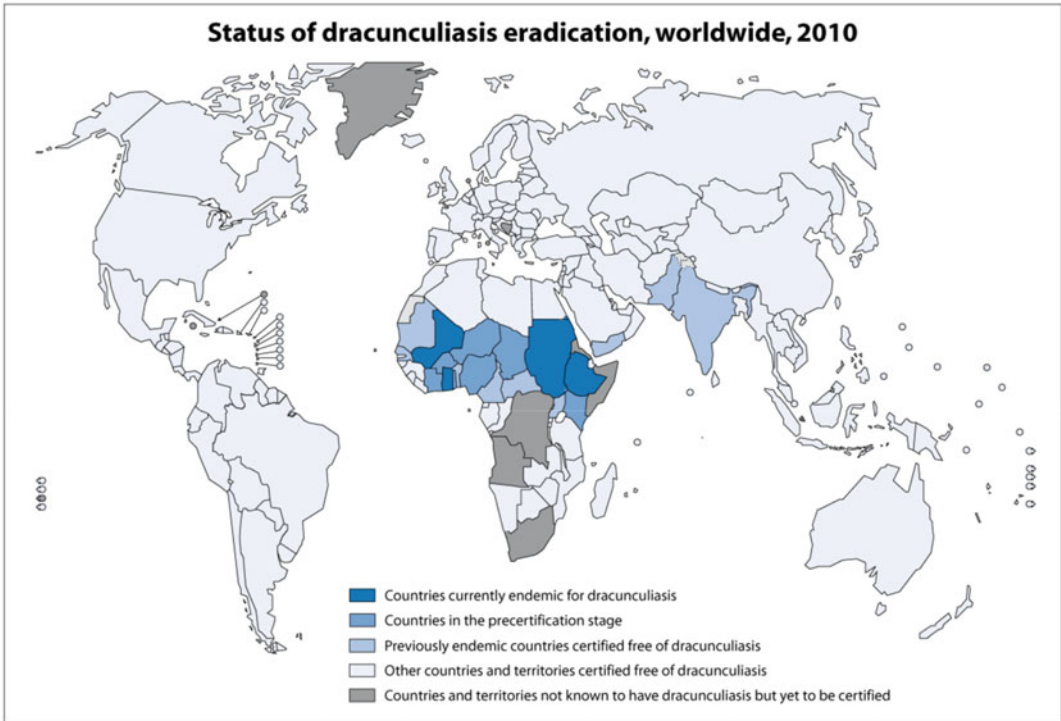 Status of dracunculiasis eradication, worldwide, 2010
Countries currently endemic for dracunculiasis
Countries in the precertification stage
Previously endemic countries certified free of dracunculiasis
Other countries and territories certified free of dracunculiasis
Countries and territories not known to have dracunculiasis but yet to be certified